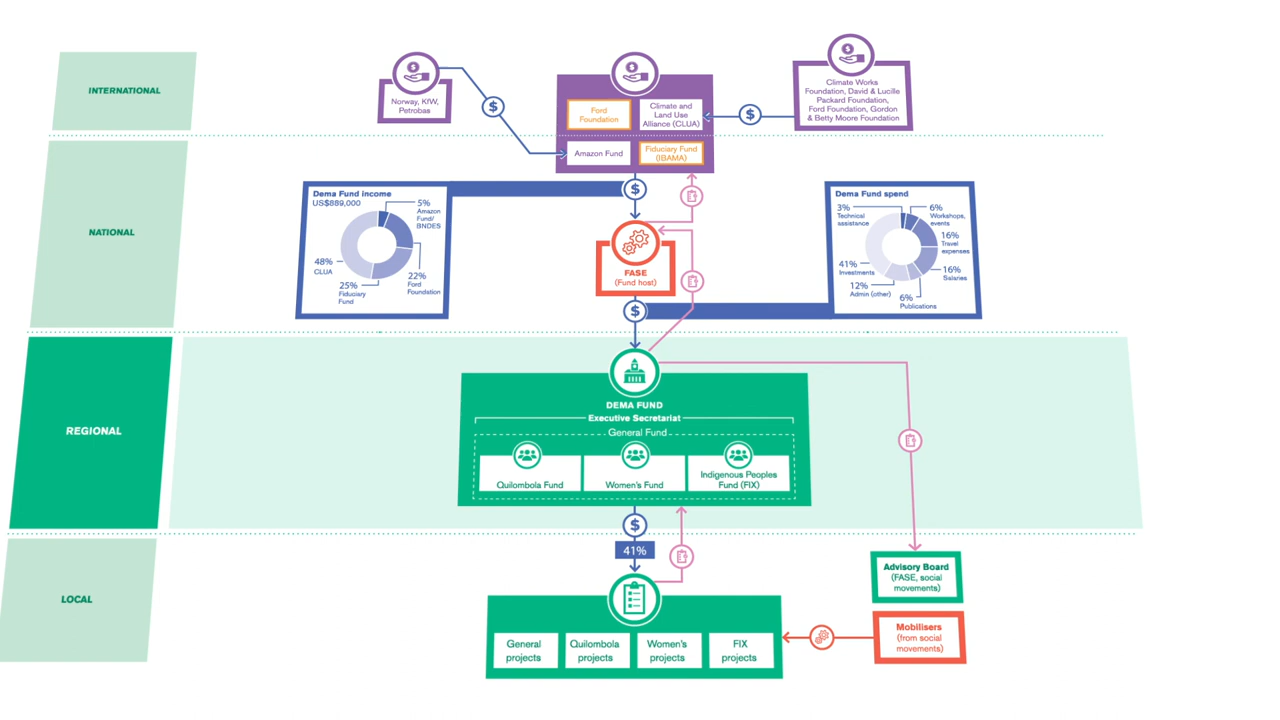 INTERNATIONAL
Norway, KfW,
Petrobas
$
Ford
Foundation
Climate and
Land Use
Alliance (CLUA)
$
Climate Works
Foundation, David & Lucille
Packard Foundation,
Ford Foundation, Gordon
& Betty Moore Foundation
Amazon Fund
Fiduciary Fund
(IBAMA)
NATIONAL
Dema Fund income
US$889,000
5%
Amazon
Fund/
BNDES
48%
CLUA
25%
Fiduciary
Fund
22%
Ford
Foundation
$
FASE
(Fund host)
$
Dema Fund spend
3%
Technical
assistance
6%
Workshops,
events
16%
Travel
expenses
41%
Investments
16%
Salaries
12%
Admin (other)
6%
Publications
REGIONAL
DEMA FUND
Executive Secretariat
General Fund
Quilombola Fund
Women's Fund
Indigenous Peoples
Fund (FIX)
$
41%
LOCAL
Advisory Board
(FASE, social
movements)
Mobilisers
(from social
movements)
General
projects
Quilombola
projects
Women's
projects
FIX
projects